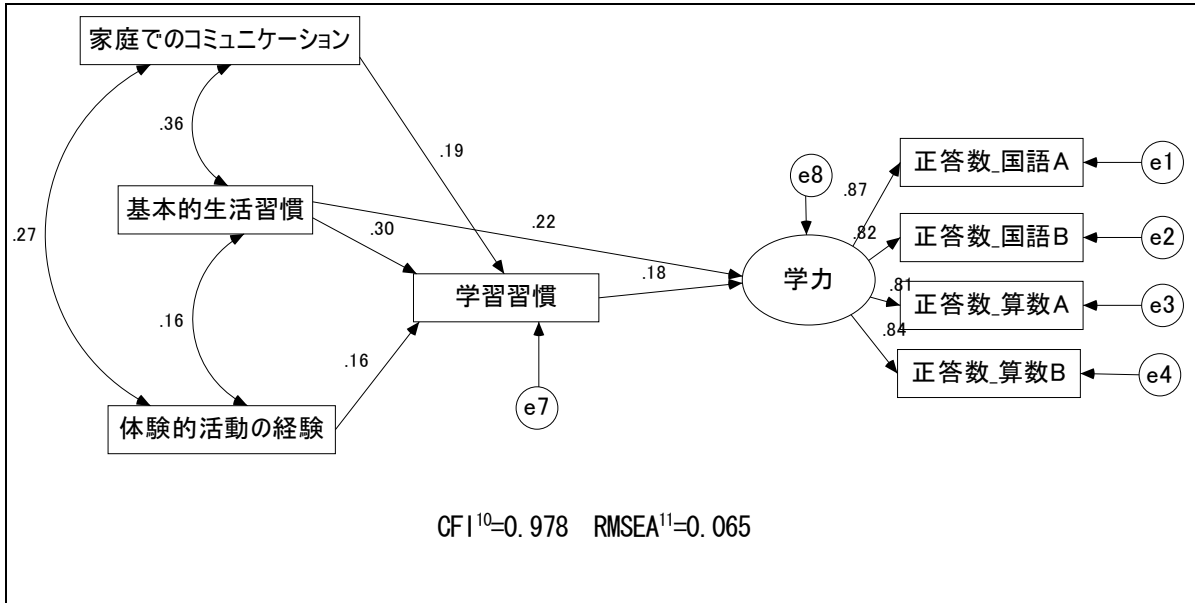 家庭でのコミュニケーション
.36
.19
e8
正答数_国語A
e1
.87
基本的生活習慣
.22
.82
正答数_国語B
e2
.27
.30
学力
学習習慣
.18
.81
正答数_算数A
e3
.16
.84
.16
正答数_算数B
e4
e7
体験的活動の経験
CFI10=0.978 RMSEA11=0.065